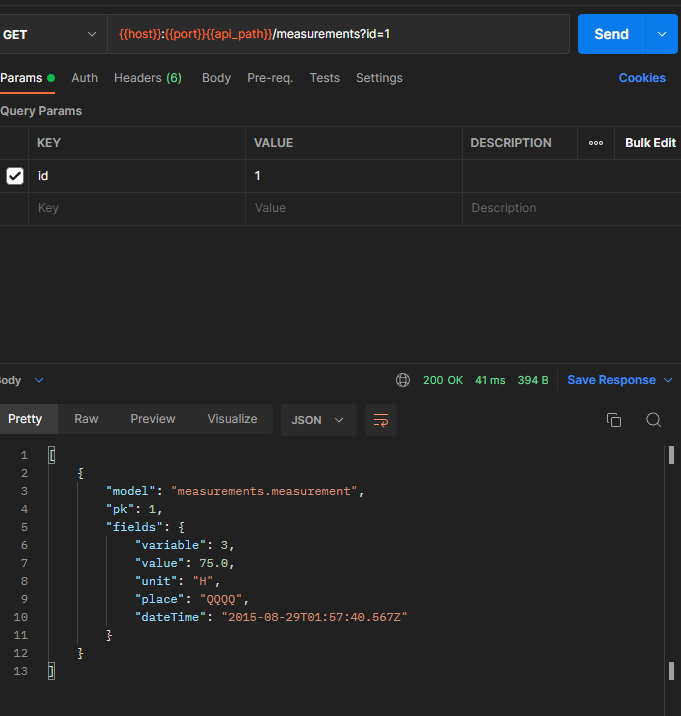 GET {{host}}:{{port}}{{api_path}}/measurements?id=1 Send
Params Auth Headers (6) Body Pre-req. Tests Settings Cookies
Query Params
KEY VALUE DESCRIPTION Bulk Edit
id 1
Key Value Description
ody 200 OK 41 ms 394 B Save Response
Pretty Raw Preview Visualize JSON
1 [
2 {
3 "model": "measurements.measurement",
4 "pk": 1,
5 "fields": {
6 "variable": 3,
7 "value": 75.0,
8 "unit": "H",
9 "place": "QQQQ",
10 "dateTime": "2015-08-29T01:57:40.567Z"
11 }
12 }
13 ]